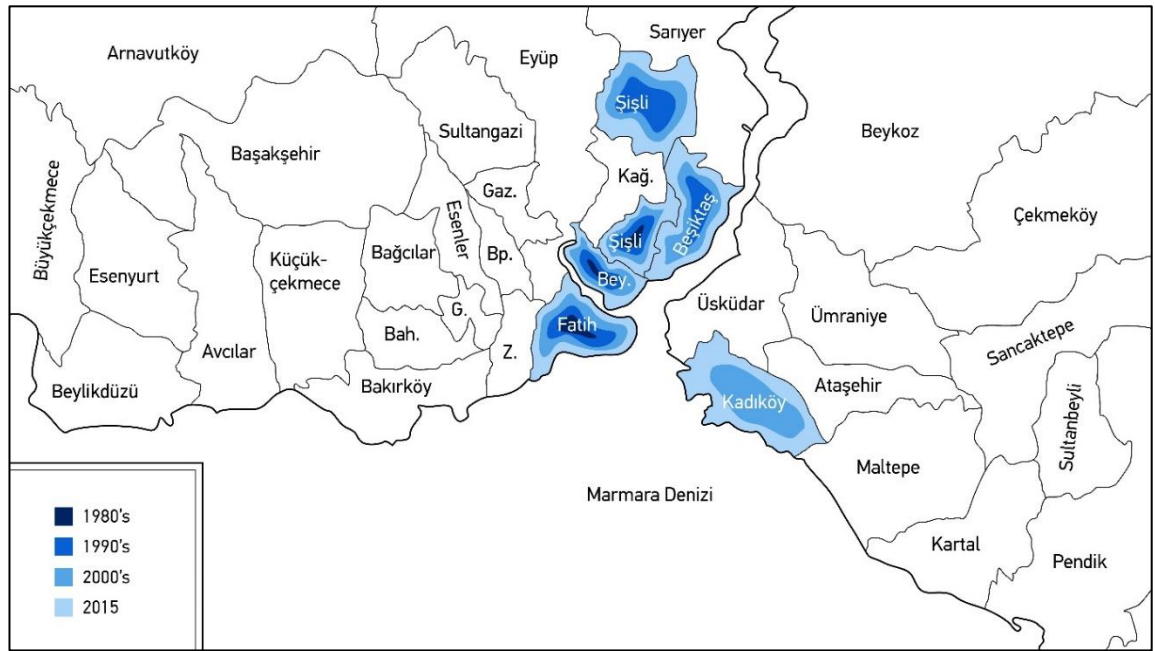 Sarıyer
Arnavutköy
Eyüp
Şişli
Sultangazi
Beykoz
Başakşehir
Kağ.
Gaz.
Büyükçekmece
Esenler
Beşiktaş
Çekmeköy
Esenyurt
Küçük-
çekmece
Bağcılar
Bp.
Şişli
Bey.
Üsküdar
Ümraniye
G.
Fatih
Bah.
Sancaktepe
Avcılar
Z.
Beylikdüzü
Bakırköy
Kadıköy
Ataşehir
Sultanbeyli
Maltepe
Marmara Denizi
Kartal
Pendik
1980's
1990's
2000's
2015